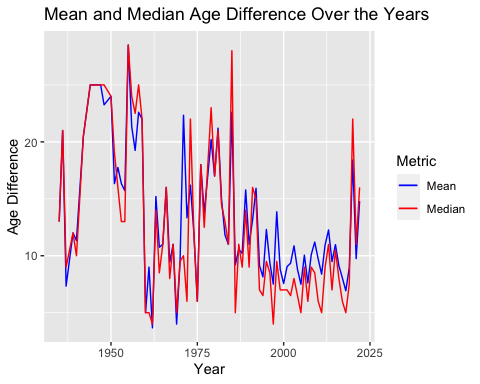 Mean and Median Age Difference Over the Years
Age Difference
20
10
1950
1975
2000
2025
Year
Metric
Mean
Median